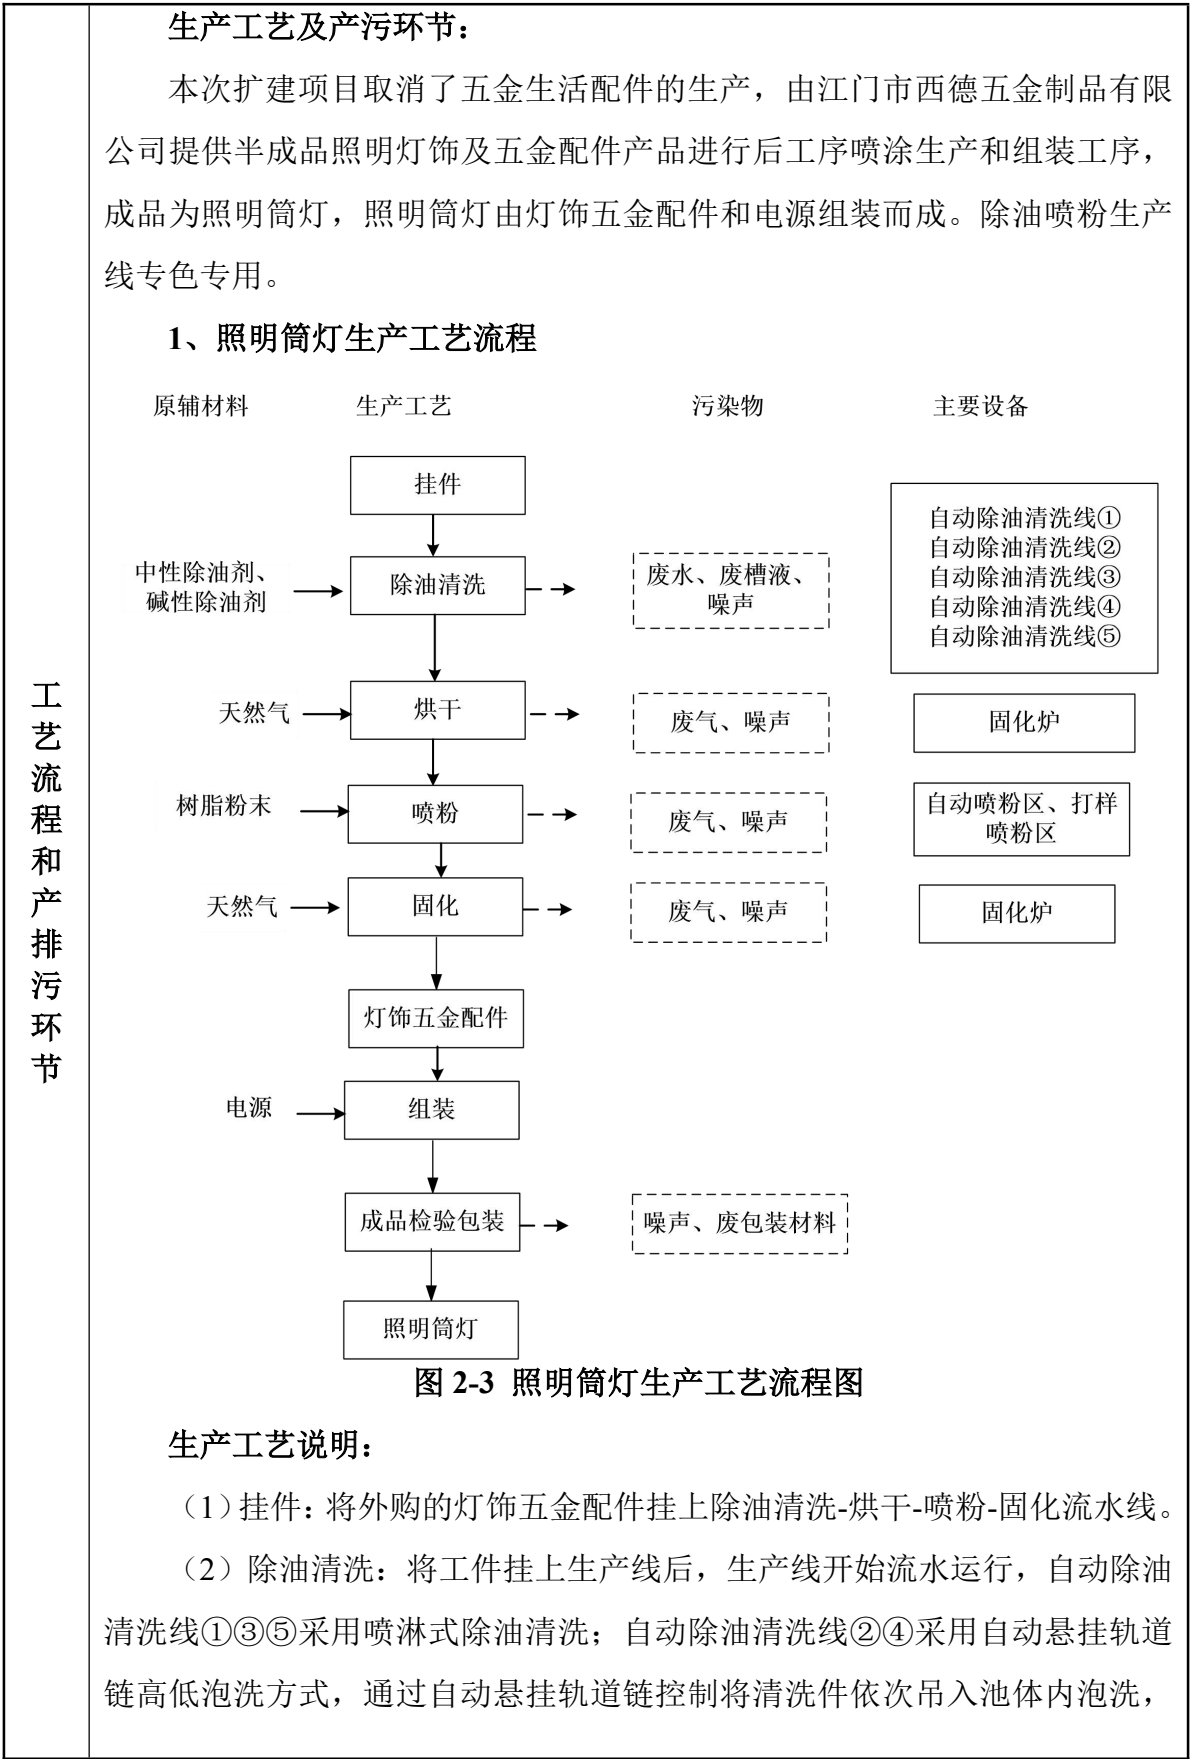 生产工艺及产污环节：
本次扩建项目取消了五金生活配件的生产，由江门市西德五金制品有限
公司提供半成品照明灯饰及五金配件产品进行后工序喷涂生产和组装工序，
成品为照明筒灯，照明筒灯由灯饰五金配件和电源组装而成。除油喷粉生产
线专色专用。
1、照明筒灯生产工艺流程
原辅材料 生产工艺 污染物 主要设备
挂件
自动除油清洗线①
自动除油清洗线②
自动除油清洗线③
自动除油清洗线④
自动除油清洗线⑤
中性除油剂、
碱性除油剂
除油清洗
废水、废槽液、
噪声
天然气 烘干 废气、噪声 固化炉
树脂粉末 喷粉 废气、噪声
自动喷粉区、打样
喷粉区
天然气 固化 废气、噪声 固化炉
灯饰五金配件
电源 组装
成品检验包装 噪声、废包装材料
照明筒灯
图 2-3 照明筒灯生产工艺流程图
生产工艺说明：
（1）挂件：将外购的灯饰五金配件挂上除油清洗-烘干-喷粉-固化流水线。
（2）除油清洗：将工件挂上生产线后，生产线开始流水运行，自动除油
清洗线①③⑤采用喷淋式除油清洗；自动除油清洗线②④采用自动悬挂轨道
链高低泡洗方式，通过自动悬挂轨道链控制将清洗件依次吊入池体内泡洗，
工
艺
流
程
和
产
排
污
环
节